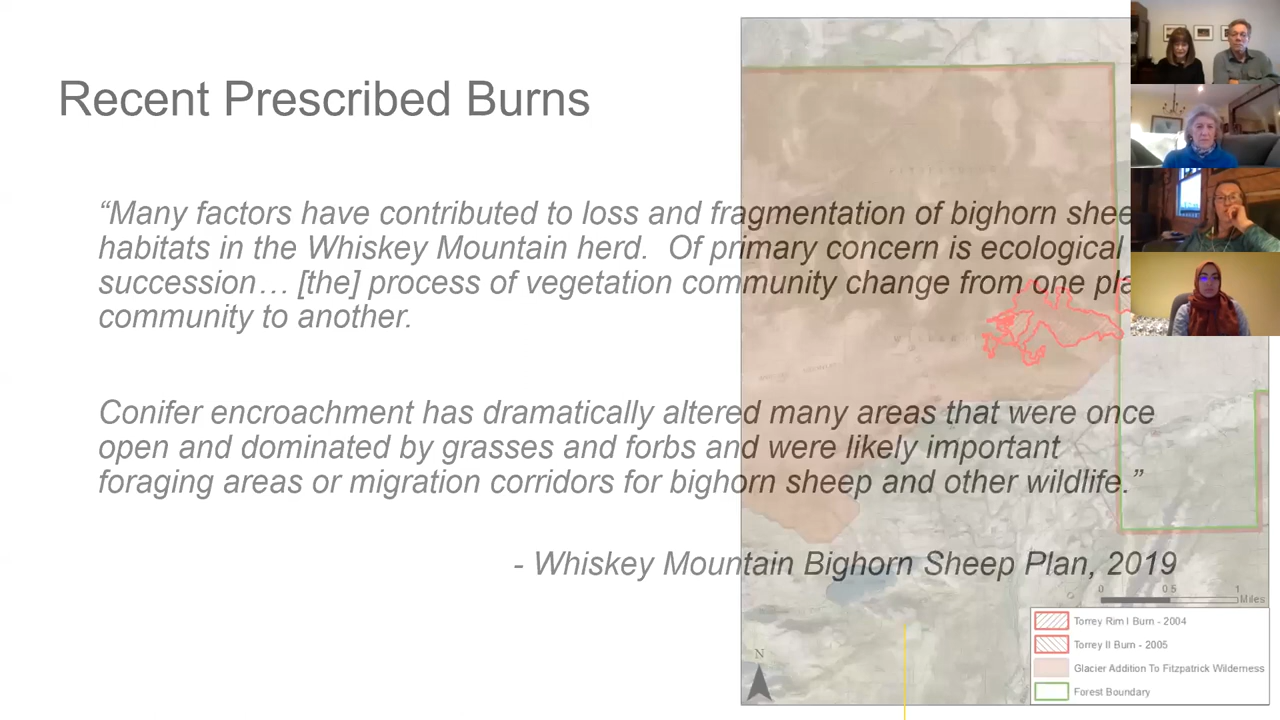 Recent Prescribed Burns
“Many factors have contributed to loss and fragmentation of bighorn shee
habitats in the Whiskey Mountain herd. Of primary concern is ecological
succession… [the] process of vegetation community change from one pla
community to another.
Conifer encroachment has dramatically altered many areas that were once
open and dominated by grasses and forbs and were likely important
foraging areas or migration corridors for bighorn sheep and other wildlife.”
- Whiskey Mountain Bighorn Sheep Plan, 2019
0 0.5 1
Miles
N
Torrey Rim I Burn - 2004
Torrey II Burn - 2005
Glacier Addition To Fitzpatrick Wilderness
Forest Boundary